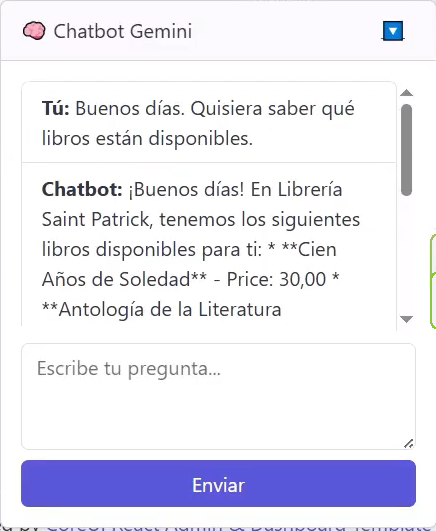 Chatbot Gemini
Tú: Buenos días. Quisiera saber qué
libros están disponibles.
Chatbot: ¡Buenos días! En Librería
Saint Patrick, tenemos los siguientes
libros disponibles para ti: * **Cien
Años de Soledad** - Price: 30,00 *
**Antología de la Literatura
Escribe tu pregunta...
Enviar
ed by CoreUI React Admin & Dashboard Template